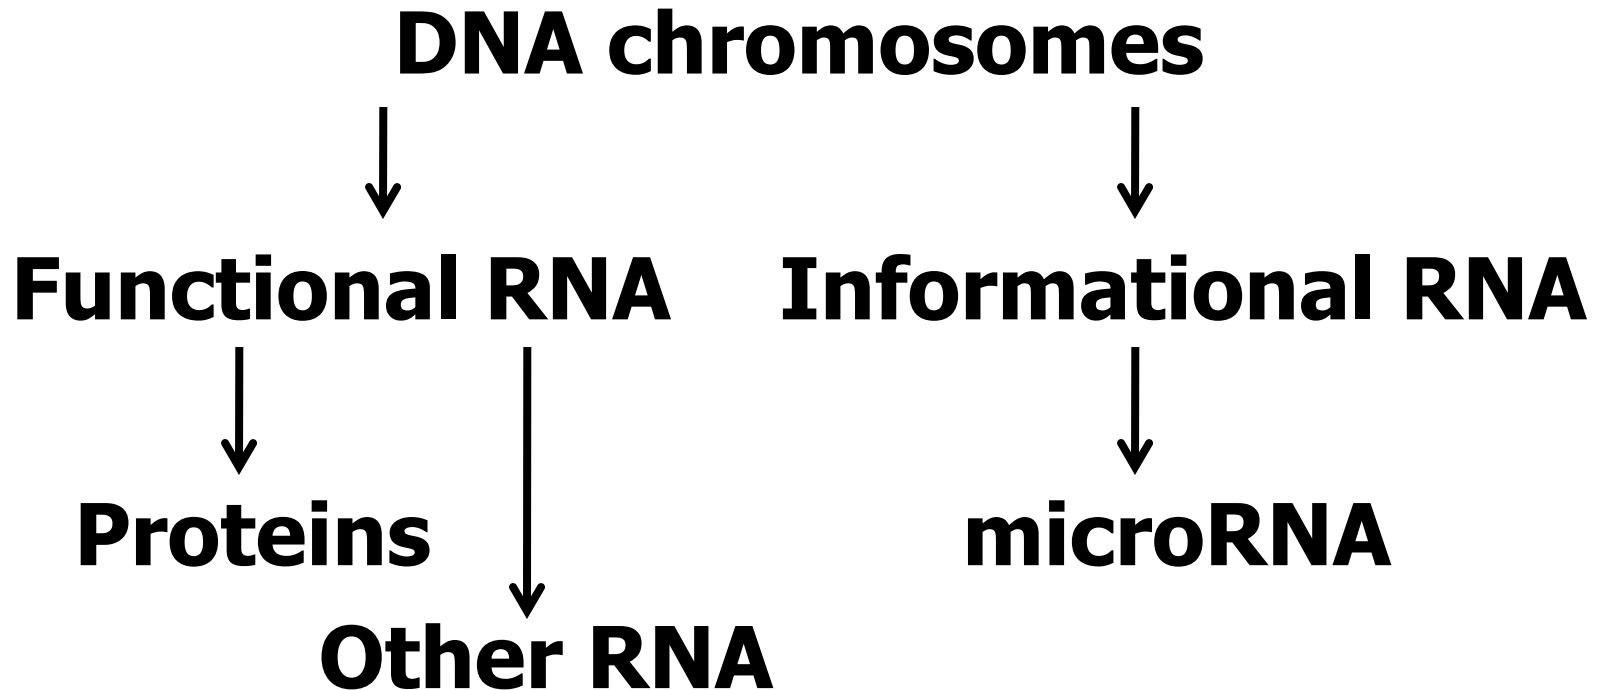 DNA chromosomes
Functional RNA Informational RNA
Proteins microRNA
Other RNA